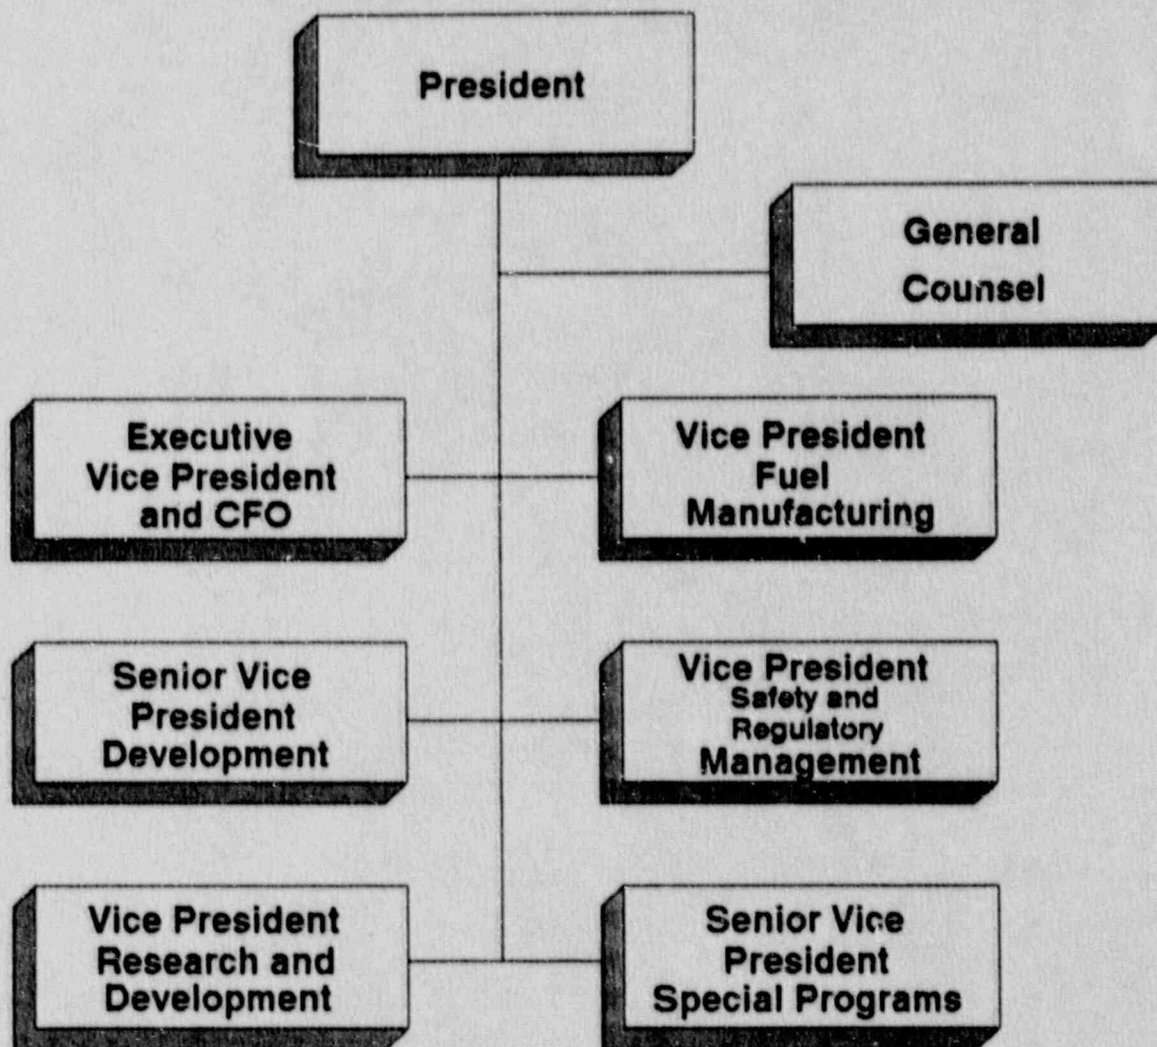 President
General
Counsel
Executive
Vice President
and CFO
Vice President
Fuel
Manufacturing
Senior Vice
President
Development
Vice President
Safety and
Regulatory
Management
Vice President
Research and
Development
Senior Vice
President
Special Programs